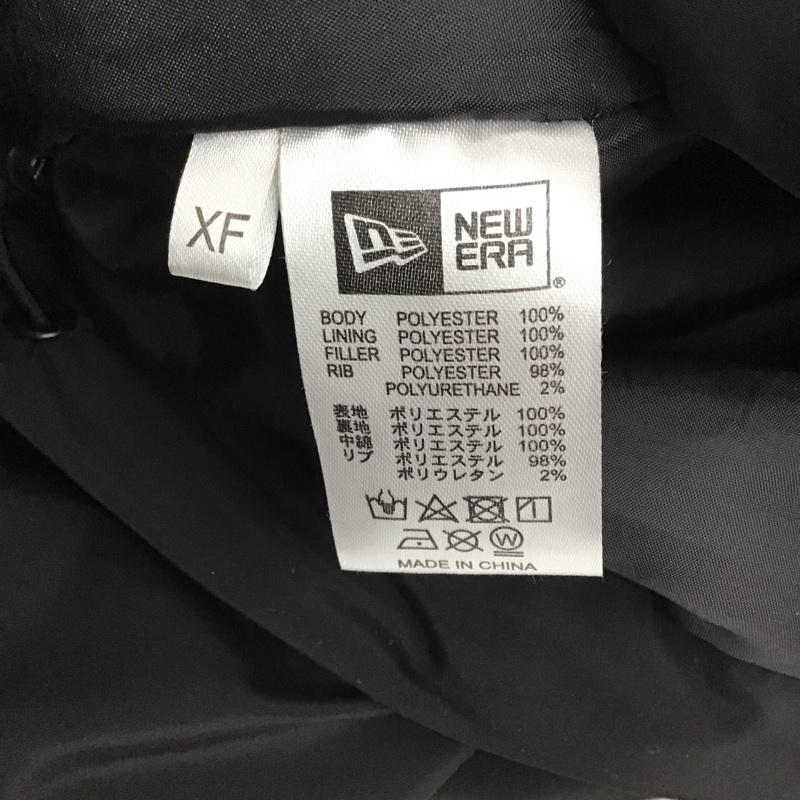 XF
NEW
ERA
®
BODY POLYESTER 100%
LINING POLYESTER 100%
FILLER POLYESTER 100%
RIB POLYESTER 98%
POLYURETHANE 2%
表地 ポリエステル 100%
裏地 ポリエステル 100%
中綿 ポリエステル 100%
リブ ポリエステル 98%
ポリウレタン 2%
W
MADE IN CHINA